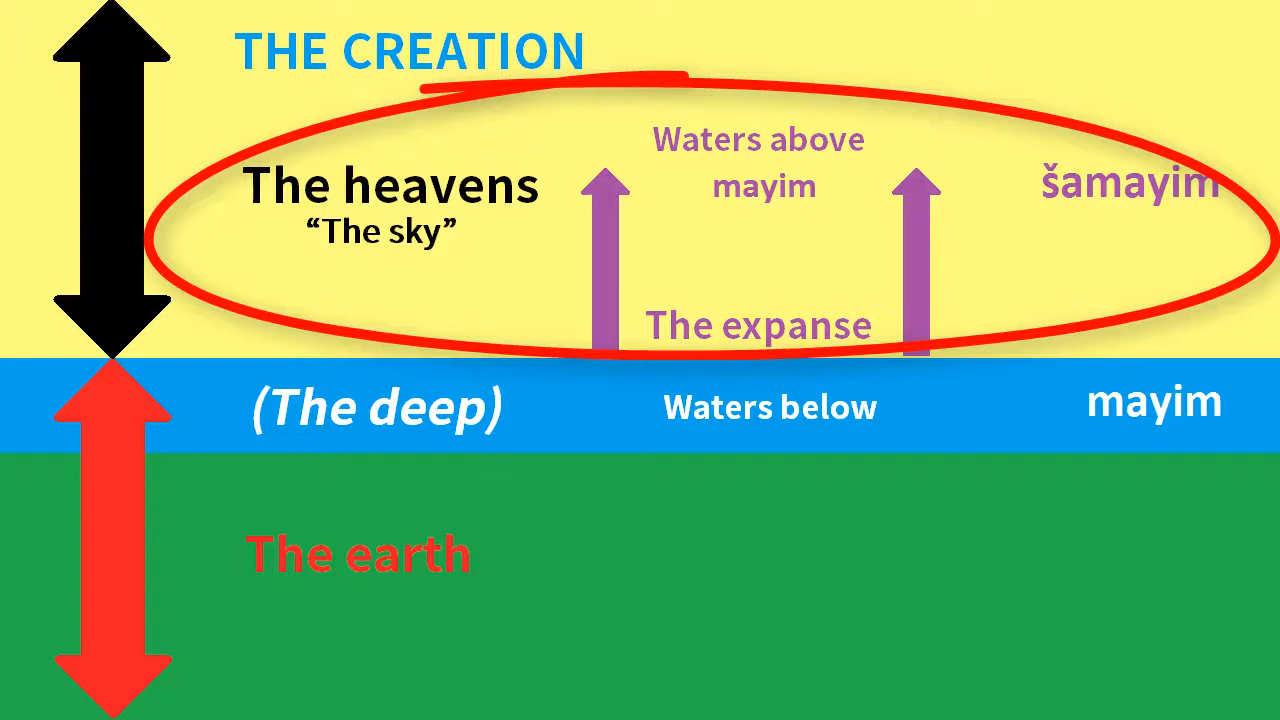 THE CREATION
Waters above
The heavens
mayim
šamayim
“The sky”
The expanse
(The deep)
Waters below
mayim
The earth